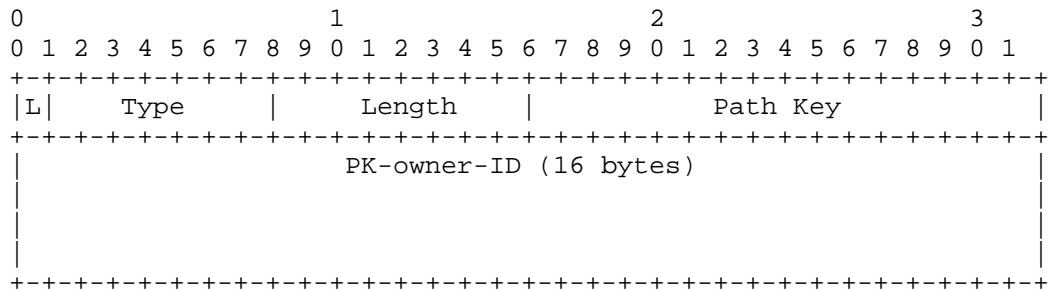 0                   1                   2                   3
0 1 2 3 4 5 6 7 8 9 0 1 2 3 4 5 6 7 8 9 0 1 2 3 4 5 6 7 8 9 0 1
+-+-+-+-+-+-+-+-+-+-+-+-+-+-+-+-+-+-+-+-+-+-+-+-+-+-+-+-+-+-+-+-+
|L|    Type       |     Length    |           Path Key            |
+-+-+-+-+-+-+-+-+-+-+-+-+-+-+-+-+-+-+-+-+-+-+-+-+-+-+-+-+-+-+-+-+
|                    PK-owner-ID (16 bytes)                     |
|                                                               |
|                                                               |
|                                                               |
+-+-+-+-+-+-+-+-+-+-+-+-+-+-+-+-+-+-+-+-+-+-+-+-+-+-+-+-+-+-+-+-+